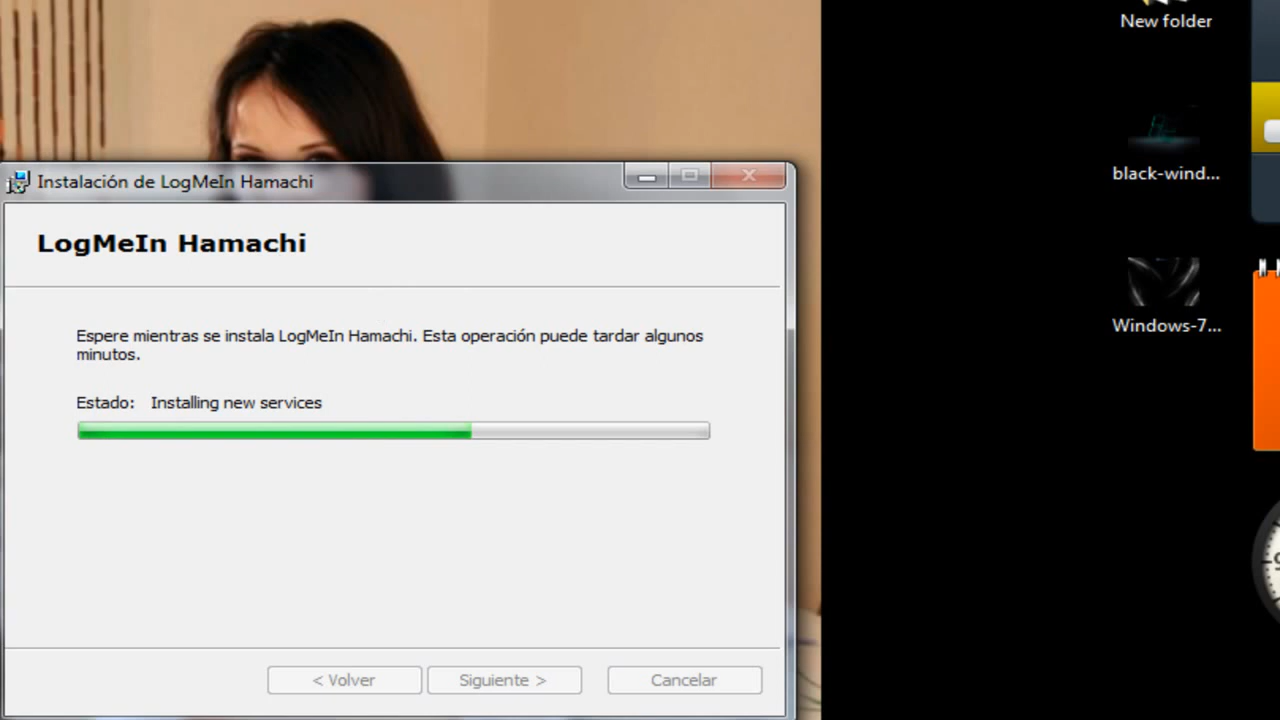 New folder
black-wind...
Windows-7...
Instalación de LogMeIn Hamachi
LogMeIn Hamachi
Espere mientras se instala LogMeIn Hamachi. Esta operación puede tardar algunos
minutos.
Estado: Installing new services
< Volver
Siguiente >
Cancelar